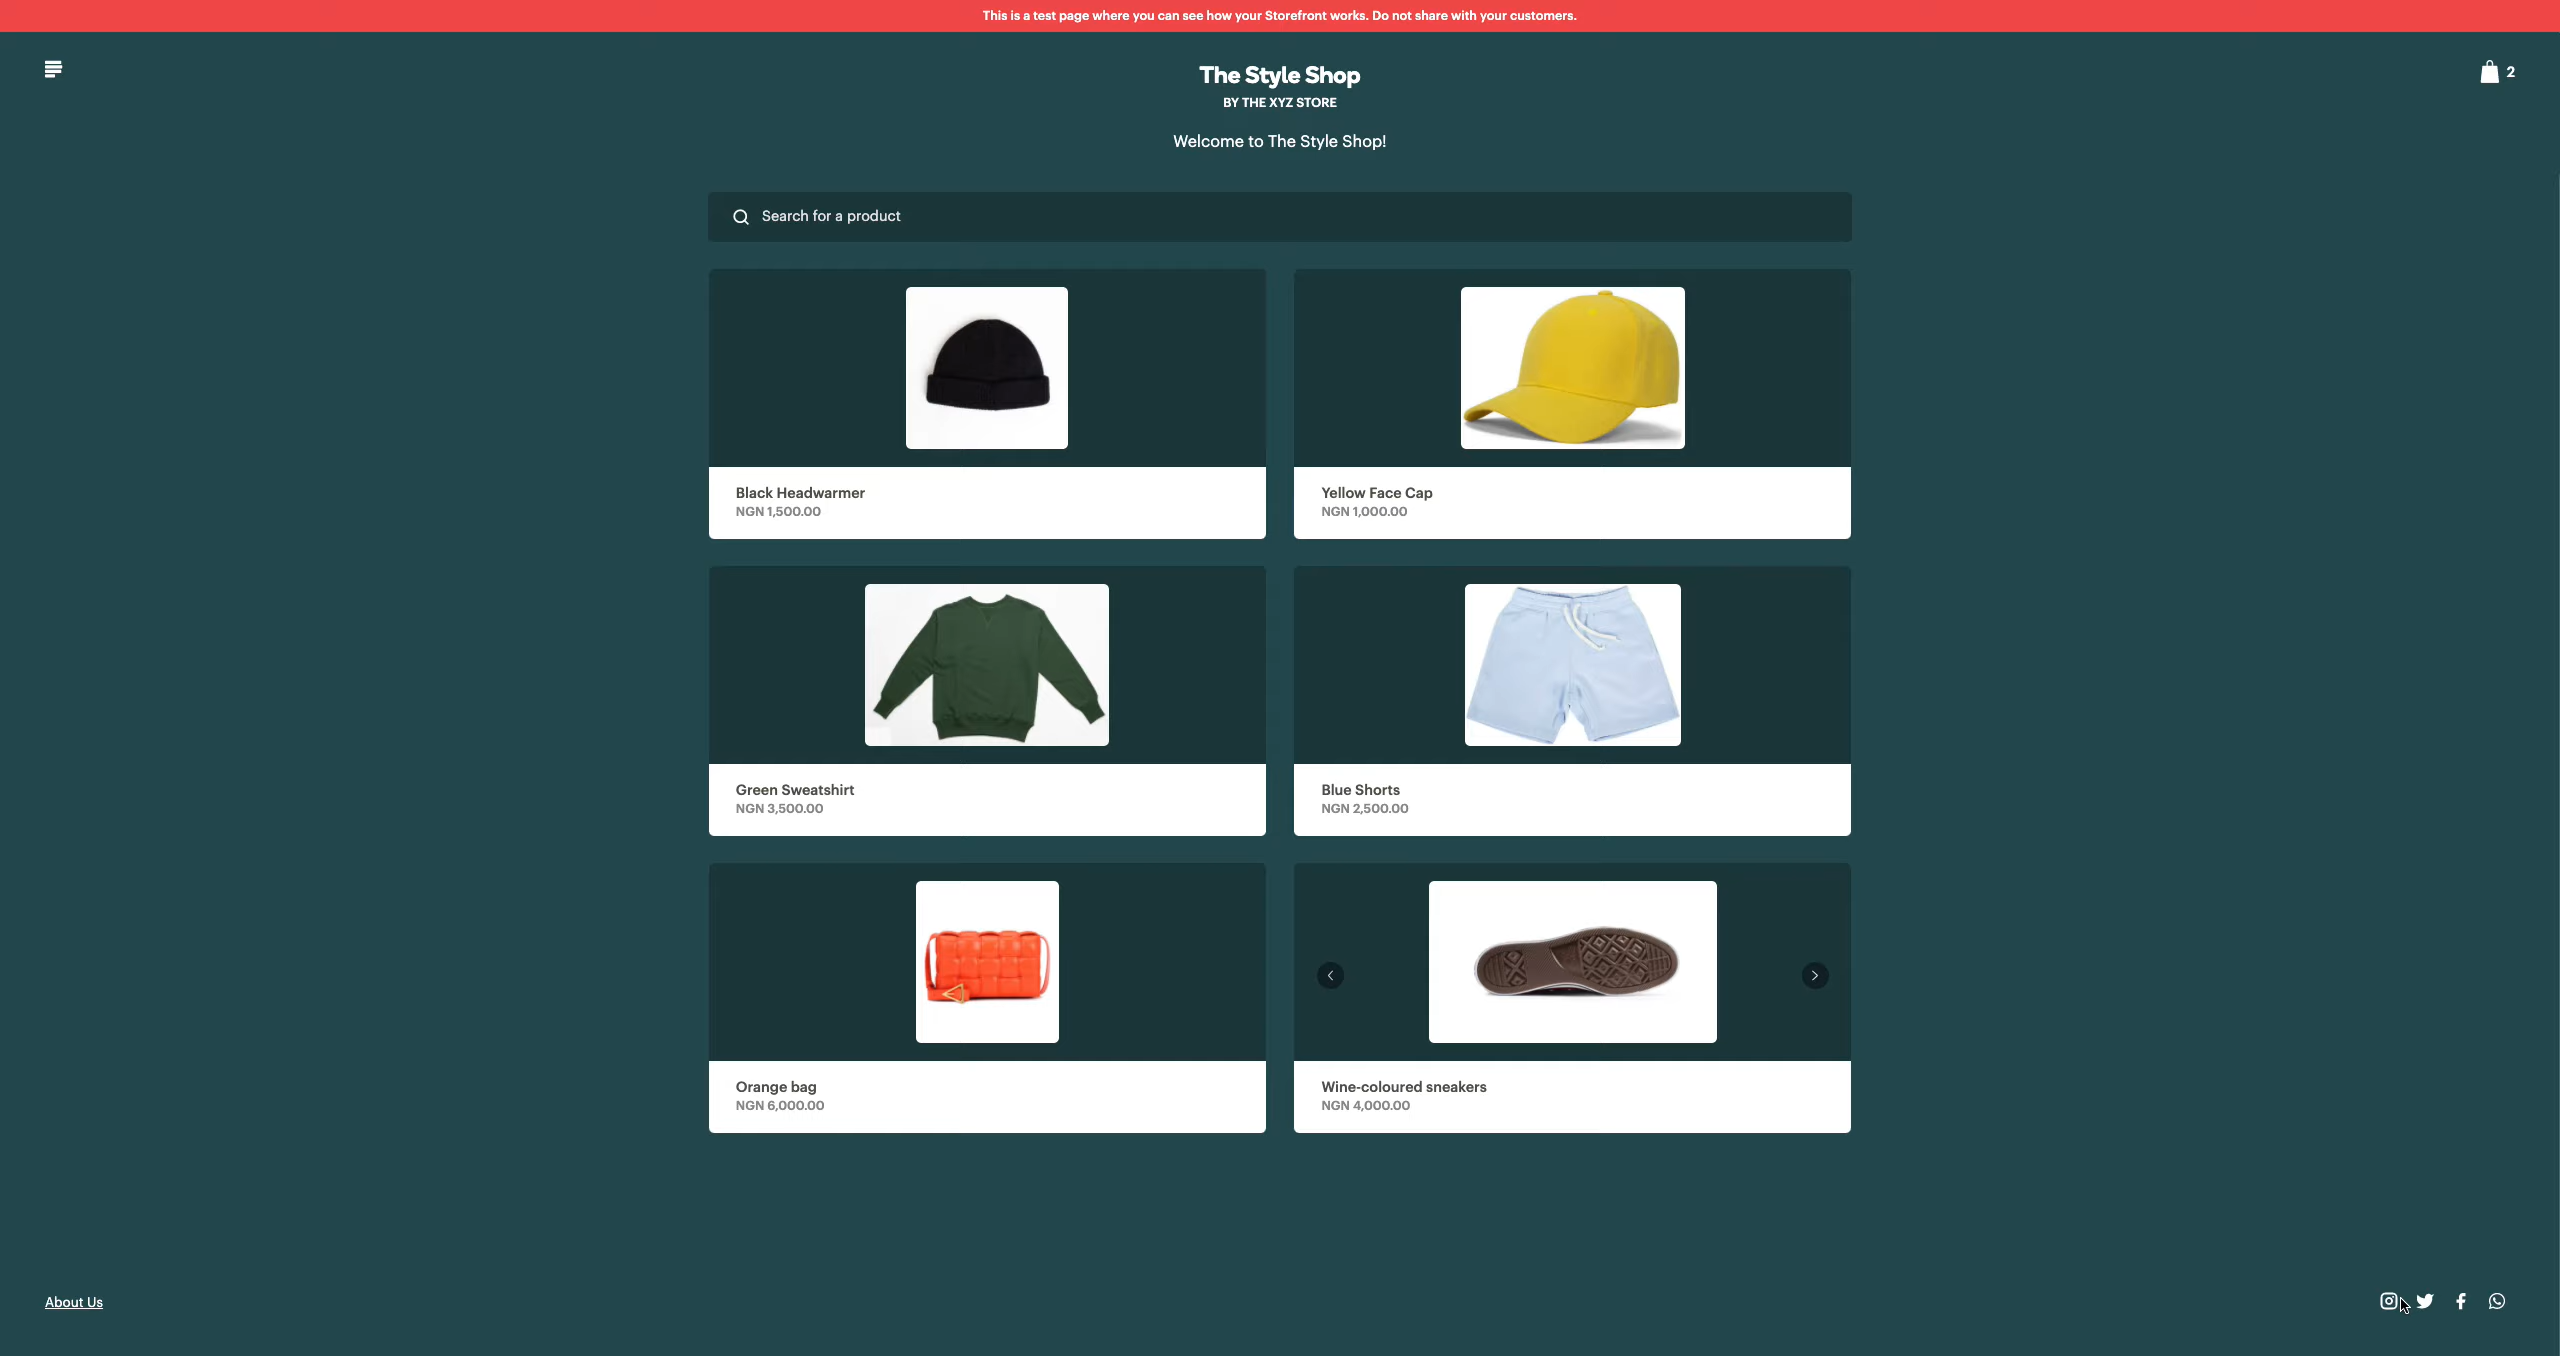 This is a test page where you can see how your Storefront works. Do not share with your customers.
The Style Shop
2
BY THE XYZ STORE
Welcome to The Style Shop!
Search for a product
Black Headwarmer
NGN 1,500.00
Yellow Face Cap
NGN 1,000.00
Green Sweatshirt
NGN 3,500.00
Blue Shorts
NGN 2,500.00
Orange bag
NGN 6,000.00
Wine-coloured sneakers
NGN 4,000.00
About Us